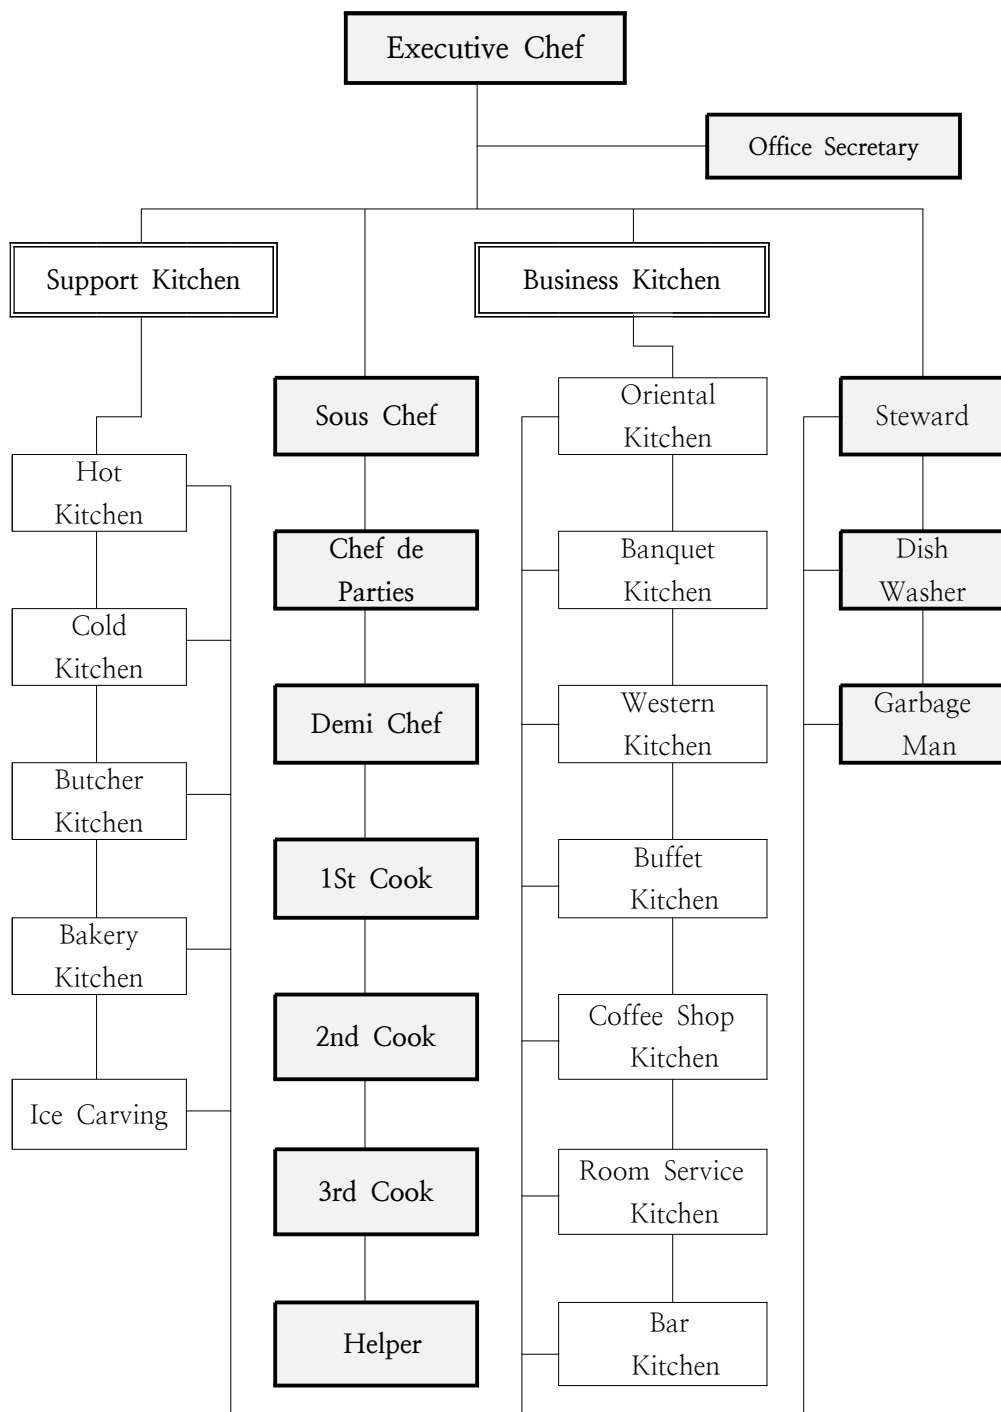 Executive Chef
Office Secretary
Support Kitchen
Business Kitchen
Hot
Kitchen
Cold
Kitchen
Butcher
Kitchen
Bakery
Kitchen
Ice Carving
Sous Chef
Chef de
Parties
Demi Chef
1St Cook
2nd Cook
3rd Cook
Helper
Oriental
Kitchen
Banquet
Kitchen
Western
Kitchen
Buffet
Kitchen
Coffee Shop
Kitchen
Room Service
Kitchen
Bar
Kitchen
Steward
Dish
Washer
Garbage
Man